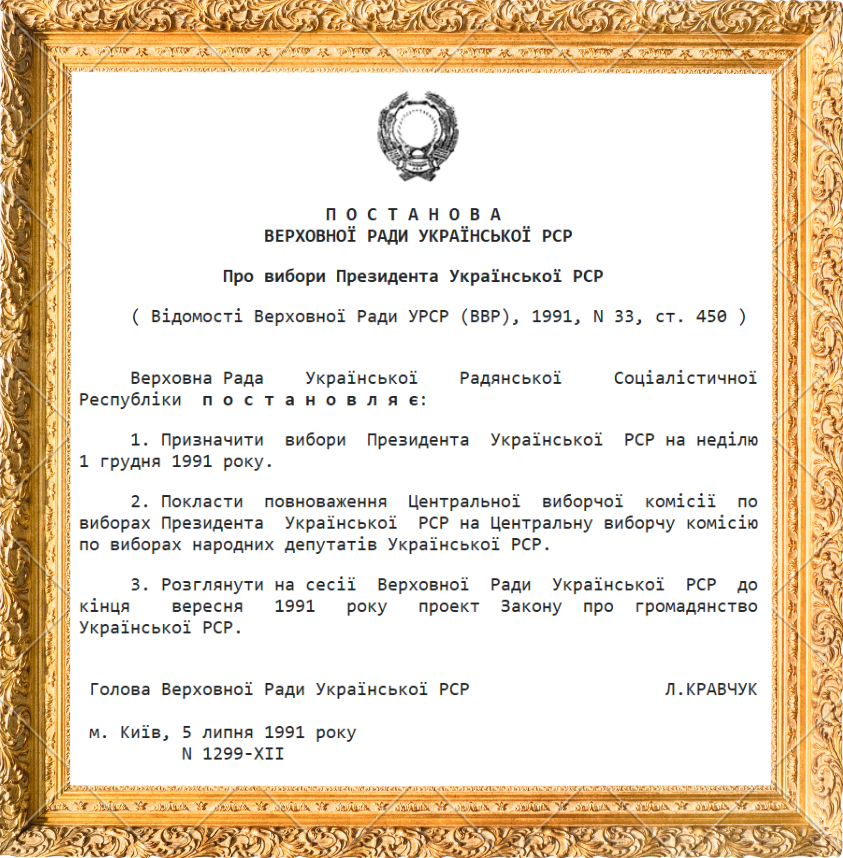 П О С Т А Н О В А
ВЕРХОВНОЇ РАДИ УКРАЇНСЬКОЇ РСР
Про вибори Президента Української РСР
( Відомості Верховної Ради УРСР (ВВР), 1991, N 33, ст. 450 )
Верховна Рада Української Радянської Соціалістичної
Республіки п о с т а н о в л я є:
1. Призначити вибори Президента Української РСР на неділю
1 грудня 1991 року.
2. Покласти повноваження Центральної виборчої комісії по
виборах Президента Української РСР на Центральну виборчу комісію
по виборах народних депутатів Української РСР.
3. Розглянути на сесії Верховної Ради Української РСР до
кінця вересня 1991 року проект Закону про громадянство
Української РСР.
Голова Верховної Ради Української РСР Л.КРАВЧУК
м. Київ, 5 липня 1991 року
N 1299-XII